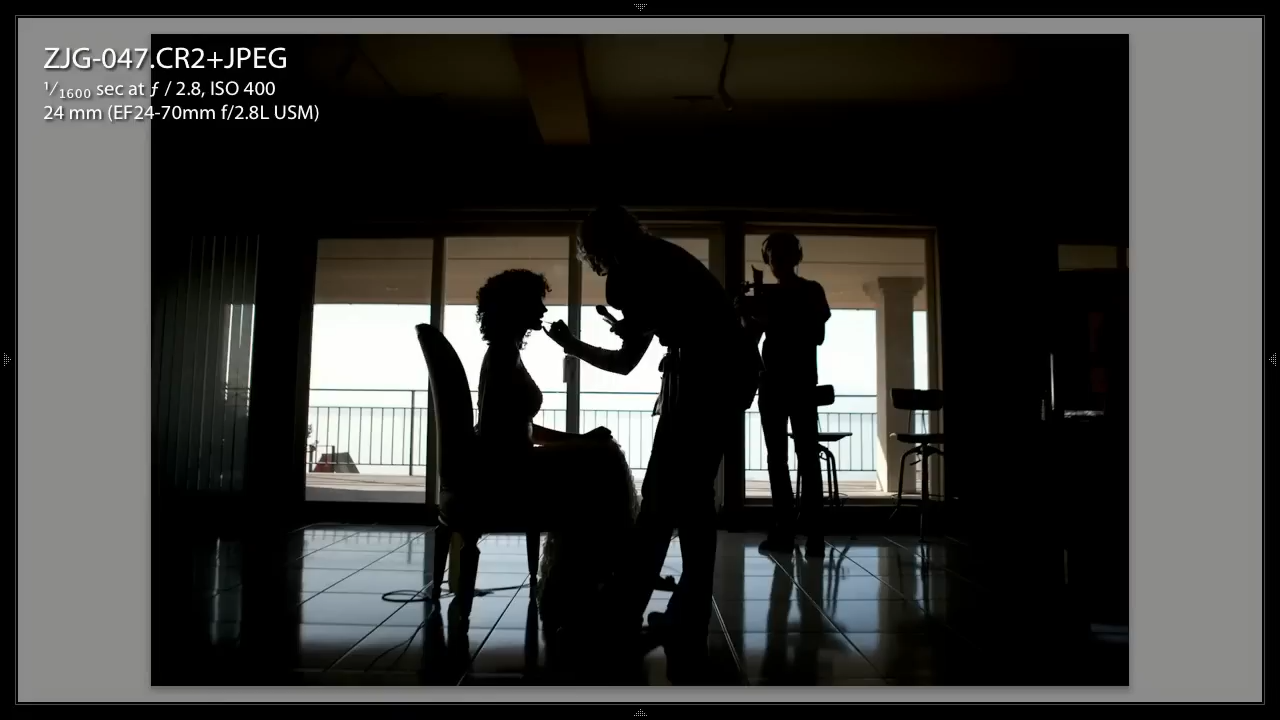 ZJG-047.CR2+JPEG
1/1600 sec at ƒ / 2.8, ISO 400
24 mm (EF24-70mm f/2.8L USM)